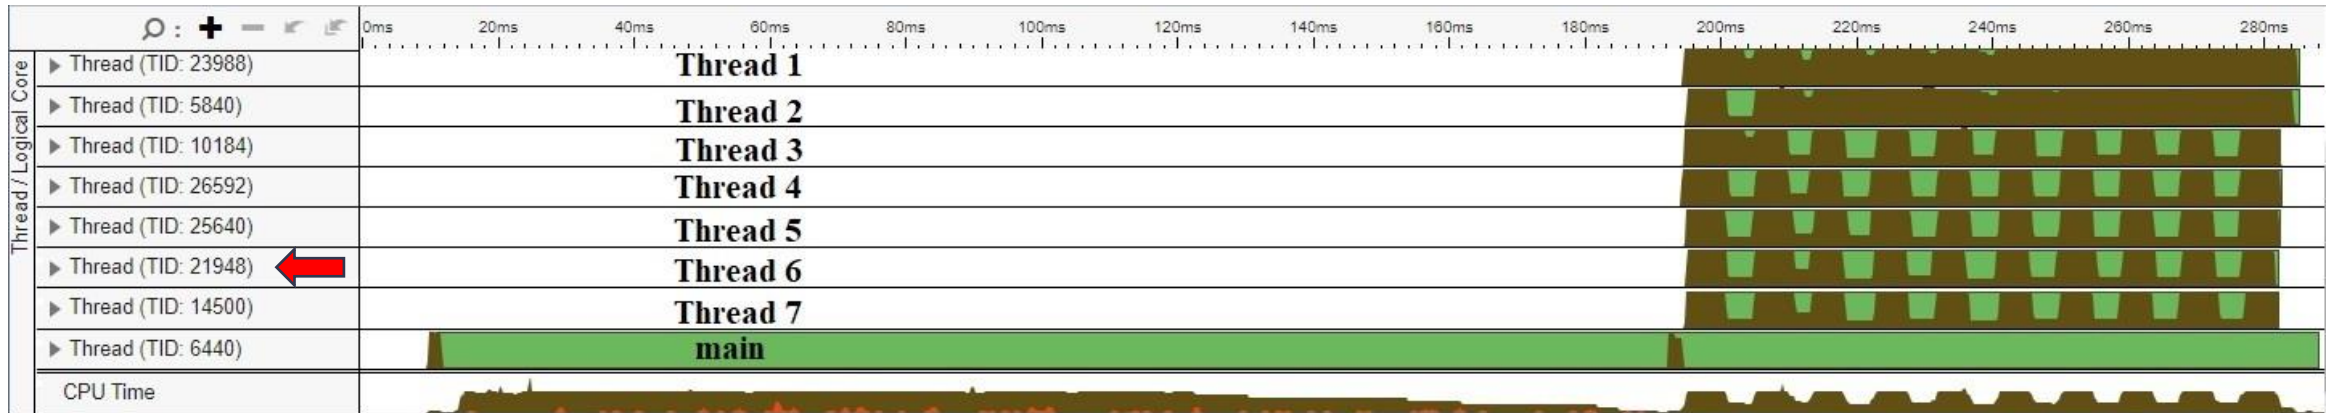 0ms 20ms 40ms 60ms 80ms 100ms 120ms 140ms 160ms 180ms 200ms 220ms 240ms 260ms 280ms
Thread / Logical Core
Thread (TID: 23988) Thread 1
Thread (TID: 5840) Thread 2
Thread (TID: 10184) Thread 3
Thread (TID: 26592) Thread 4
Thread (TID: 25640) Thread 5
Thread (TID: 21948) Thread 6
Thread (TID: 14500) Thread 7
Thread (TID: 6440) main
CPU Time